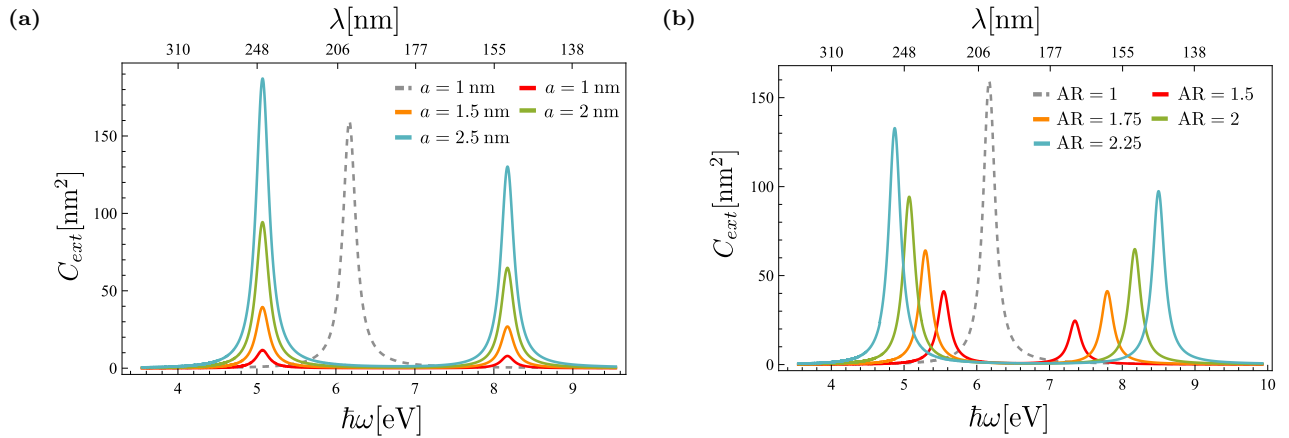 (a)
λ[nm]
310 248 206 177 155 138
a = 1 nm a = 1 nm
a = 1.5 nm a = 2 nm
a = 2.5 nm
150
100
50
0
C_ext[nm²]
4 5 6 7 8 9
ħω[eV]
(b)
λ[nm]
310 248 206 177 155 138
AR = 1 AR = 1.5
AR = 1.75 AR = 2
AR = 2.25
150
100
50
0
C_ext[nm²]
5 6 7 8 9 10
ħω[eV]